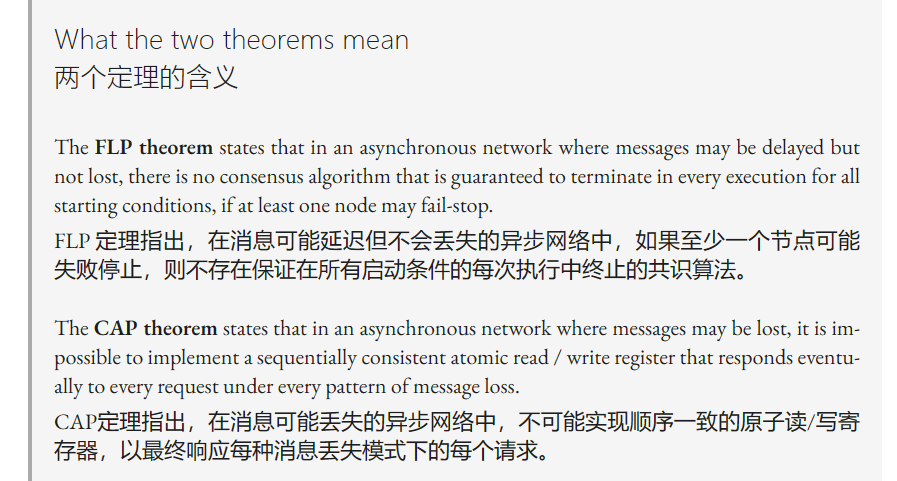 What the two theorems mean
两个定理的含义
The FLP theorem states that in an asynchronous network where messages may be delayed but
not lost, there is no consensus algorithm that is guaranteed to terminate in every execution for all
starting conditions, if at least one node may fail-stop.
FLP 定理指出，在消息可能延迟但不会丢失的异步网络中，如果至少一个节点可能
失败停止，则不存在保证在所有启动条件的每次执行中终止的共识算法。
The CAP theorem states that in an asynchronous network where messages may be lost, it is im-
possible to implement a sequentially consistent atomic read / write register that responds eventu-
ally to every request under every pattern of message loss.
CAP定理指出，在消息可能丢失的异步网络中，不可能实现顺序一致的原子读/写寄
存器，以最终响应每种消息丢失模式下的每个请求。